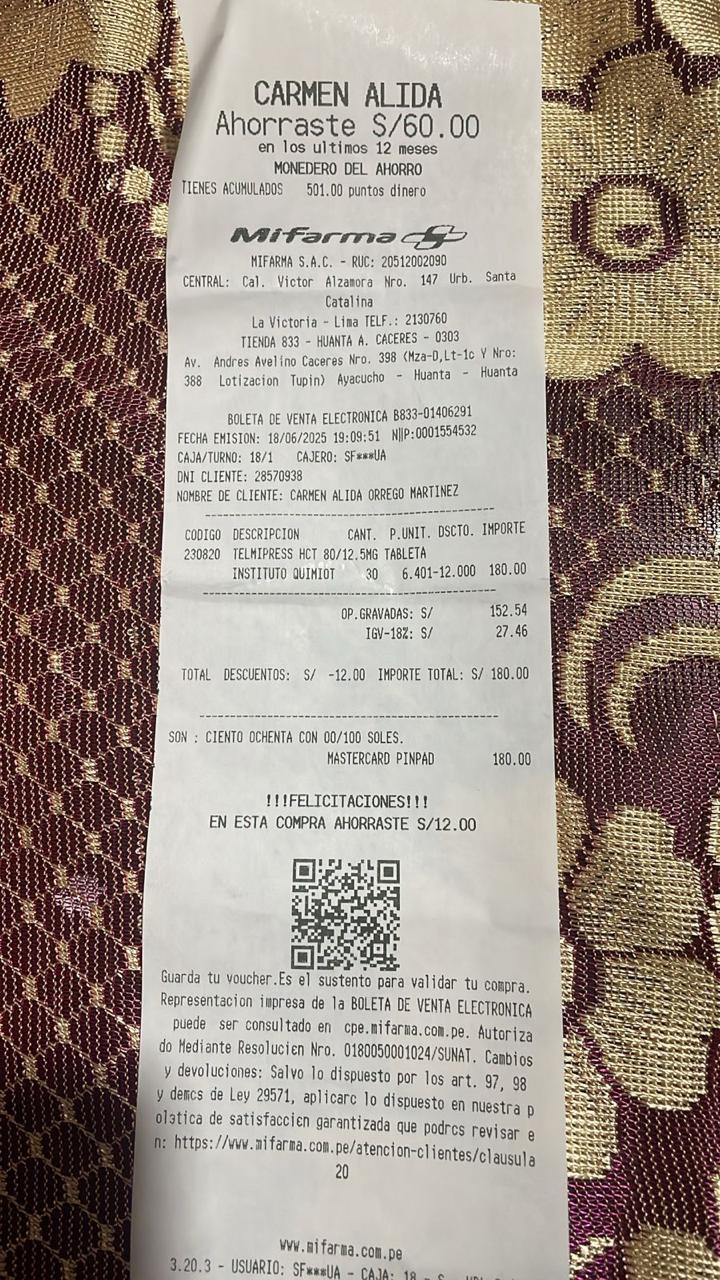 CARMEN ALIDA
Ahorraste S/60.00
en los ultimos 12 meses
MONEDERO DEL AHORRO
TIENES ACUMULADOS 501.00 puntos dinero
Mifarma
MIFARMA S.A.C. - RUC: 20512002090
CENTRAL: Cal. Victor Alzamora Nro. 147 Urb. Santa
Catalina
La Victoria - Lima TELF.: 2130760
TIENDA 833 - HUANTA A. CACERES - 0303
Av. Andres Avelino Caceres Nro. 398 (Mza-D,Lt-1c Y Nro:
388 Lotizacion Tupin) Ayacucho - Huanta - Huanta
BOLETA DE VENTA ELECTRONICA B833-01406291
FECHA EMISION: 18/06/2025 19:09:51 N||P:0001554532
CAJA/TURNO: 18/1 CAJERO: SF***UA
DNI CLIENTE: 28570938
NOMBRE DE CLIENTE: CARMEN ALIDA ORREGO MARTINEZ
CODIGO DESCRIPCION CANT. P.UNIT. DSCTO. IMPORTE
230820 TELMIPRESS HCT 80/12.5MG TABLETA
INSTITUTO QUIMIOT 30 6.401-12.000 180.00
OP.GRAVADAS: S/ 152.54
IGV-18%: S/ 27.46
TOTAL DESCUENTOS: S/ -12.00 IMPORTE TOTAL: S/ 180.00
SON : CIENTO OCHENTA CON 00/100 SOLES.
MASTERCARD PINPAD 180.00
!!!FELICITACIONES!!!
EN ESTA COMPRA AHORRASTE S/12.00
Guarda tu voucher.Es el sustento para validar tu compra.
Representacion impresa de la BOLETA DE VENTA ELECTRONICA
puede ser consultado en cpe.mifarma.com.pe. Autoriza
do Mediante Resolucien Nro. 0180050001024/SUNAT. Cambios
y devoluciones: Salvo lo dispuesto por los art. 97, 98
y demcs de Ley 29571, aplicarc lo dispuesto en nuestra p
olštica de satisfaccien garantizada que podrcs revisar e
n: https://www.mifarma.com.pe/atencion-clientes/clausula
20
www.mifarma.com.pe
3.20.3 - USUARIO: SF***UA - CAJA: 18 - S